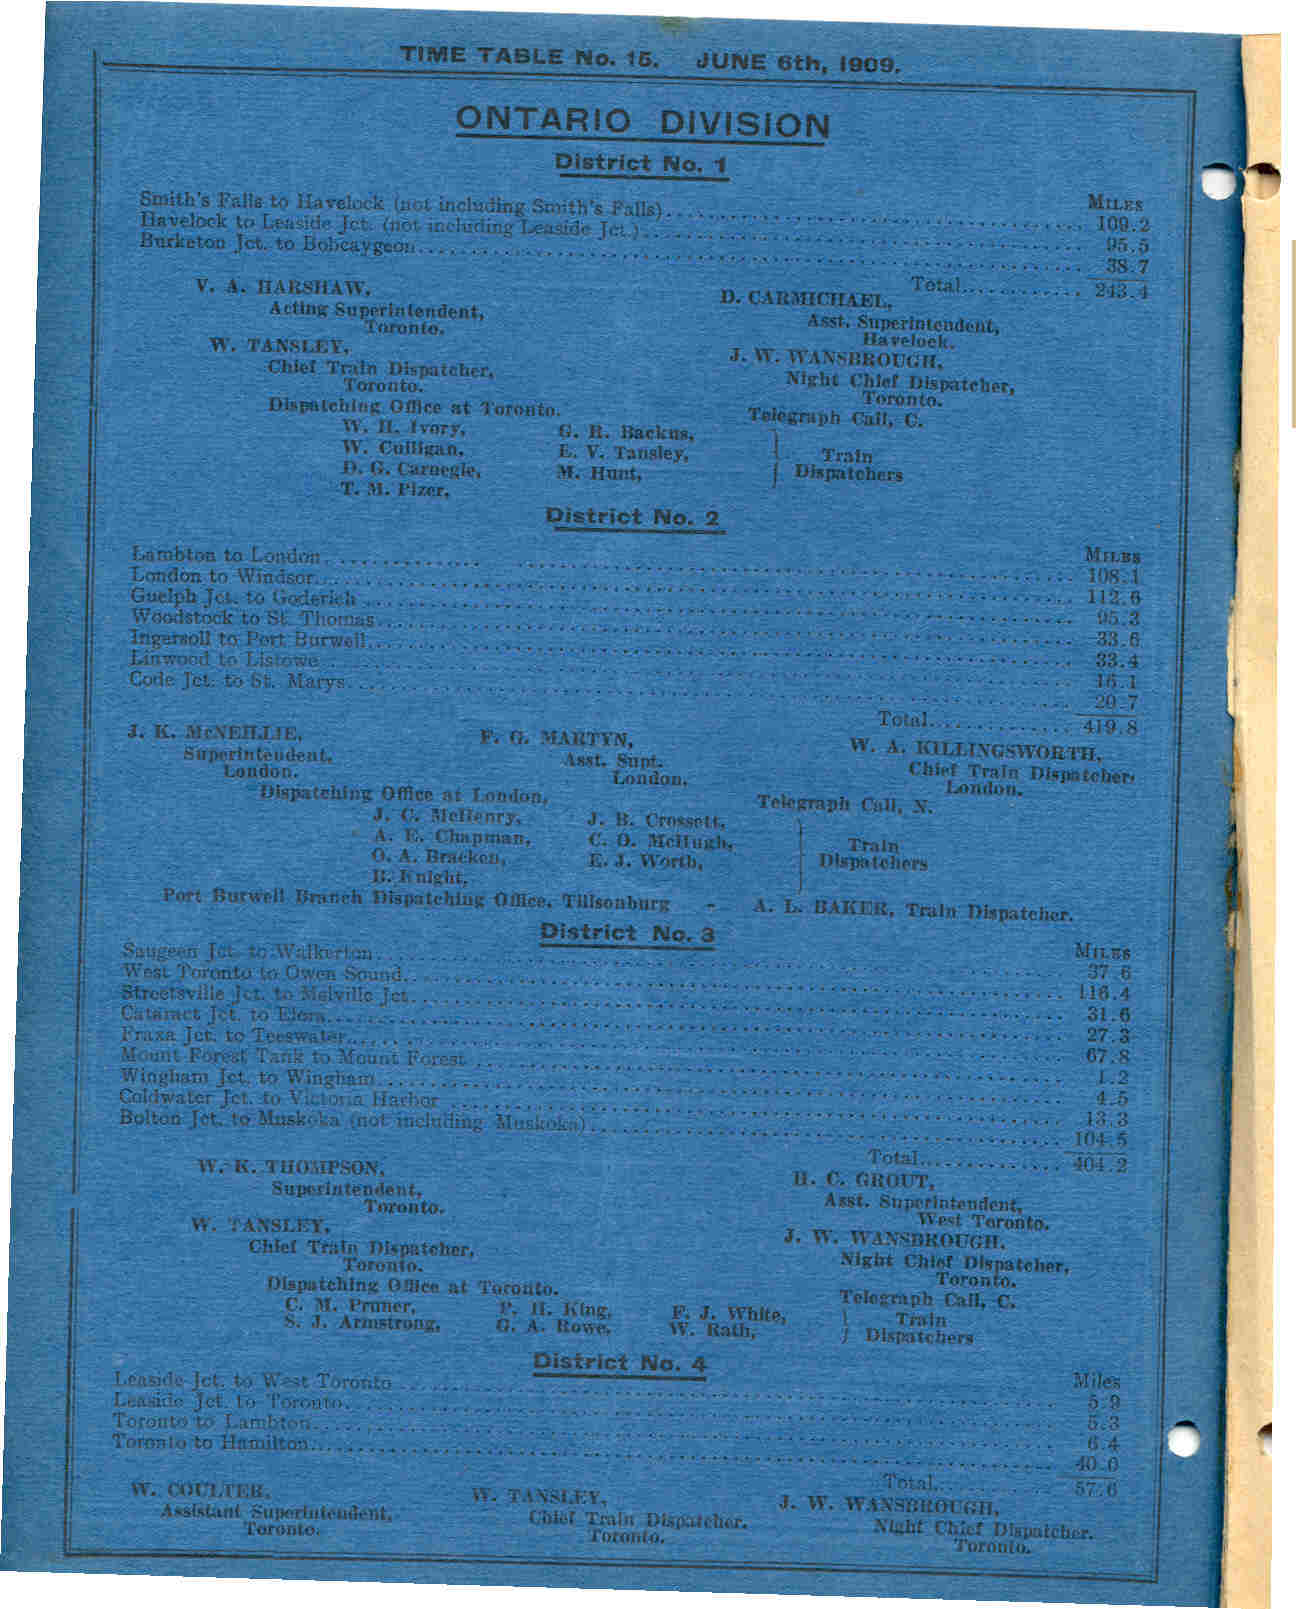 TIME TABLE No. 15. JUNE 6th, 1909.
ONTARIO DIVISION
District No. 1
MILES
Smith's Falls to Havelock (not including Smith's Falls) 109.2
Havelock to Leaside Jct. (not including Leaside Jct.) 95.5
Burketon Jct. to Bobcaygeon 38.7
Total 243.4
V. A. HARSHAW,
Acting Superintendent,
Toronto.
D. CARMICHAEL,
Asst. Superintendent,
Havelock.
W. TANSLEY,
Chief Train Dispatcher,
Toronto.
J. W. WANSBROUGH,
Night Chief Dispatcher,
Toronto.
Dispatching Office at Toronto. Telegraph Call, C.
W. H. Ivory, G. R. Backus,
W. Culligan, E. V. Tansley, Train
D. G. Carnegie, M. Hunt, Dispatchers
T. M. Pizer,
District No. 2
MILES
Lambton to London 108.1
London to Windsor 112.6
Guelph Jct. to Goderich 95.3
Woodstock to St. Thomas 33.6
Ingersoll to Port Burwell 33.4
Linwood to Listowe 16.1
Code Jct. to St. Marys 20.7
Total 419.8
J. K. McNEILLIE,
Superintendent,
London.
F. G. MARTYN,
Asst. Supt.
London.
W. A. KILLINGSWORTH,
Chief Train Dispatcher,
London.
Dispatching Office at London, Telegraph Call, N.
J. C. McHenry, J. B. Crossett,
A. E. Chapman, C. O. McHugh, Train
O. A. Bracken, E. J. Worth, Dispatchers
B. Knight,
Port Burwell Branch Dispatching Office, Tillsonburg - A. L. BAKER, Train Dispatcher.
District No. 3
MILES
Saugeen Jct. to Walkerton 37.6
West Toronto to Owen Sound 116.4
Streetsville Jct. to Melville Jct. 31.6
Cataract Jct. to Elora 27.3
Fraxa Jct. to Teeswater 67.8
Mount Forest Tank to Mount Forest 1.2
Wingham Jct. to Wingham 4.5
Coldwater Jct. to Victoria Harbor 13.3
Bolton Jct. to Muskoka (not including Muskoka) 104.5
Total 404.2
W. K. THOMPSON,
Superintendent,
Toronto.
H. C. GROUT,
Asst. Superintendent,
West Toronto.
W. TANSLEY,
Chief Train Dispatcher,
Toronto.
J. W. WANSBROUGH,
Night Chief Dispatcher,
Toronto.
Dispatching Office at Toronto. Telegraph Call, C.
C. M. Pruner, P. H. King, F. J. White, Train
S. J. Armstrong, G. A. Rowe, W. Rath, Dispatchers
District No. 4
Miles
Leaside Jct. to West Toronto 5.9
Leaside Jct. to Toronto 5.3
Toronto to Lambton 6.4
Toronto to Hamilton 40.0
Total 57.6
W. COULTER,
Assistant Superintendent,
Toronto.
W. TANSLEY,
Chief Train Dispatcher.
Toronto.
J. W. WANSBROUGH,
Night Chief Dispatcher.
Toronto.